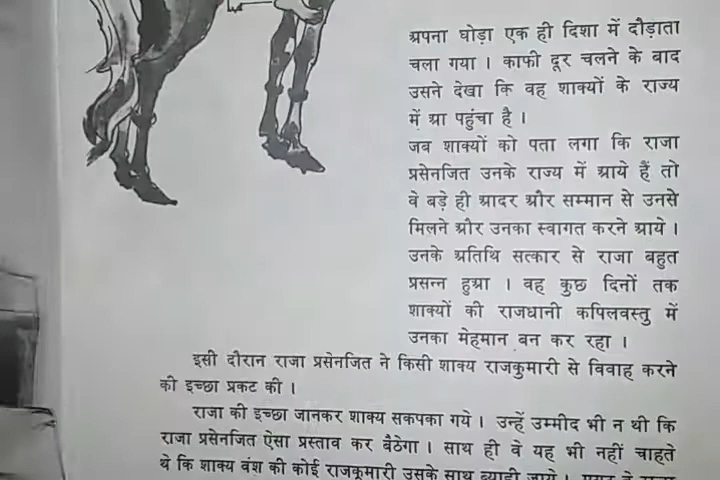 अपना घोड़ा एक ही दिशा में दौड़ाता
चला गया । काफी दूर चलने के बाद
उसने देखा कि वह शाक्यों के राज्य
में आ पहुंचा है ।
जब शाक्यों को पता लगा कि राजा
प्रसेनजित उनके राज्य में आये हैं तो
वे बड़े ही आदर और सम्मान से उनसे
मिलने और उनका स्वागत करने आये ।
उनके अतिथि सत्कार से राजा बहुत
प्रसन्न हुआ । वह कुछ दिनों तक
शाक्यों की राजधानी कपिलवस्तु में
उनका मेहमान बन कर रहा ।
इसी दौरान राजा प्रसेनजित ने किसी शाक्य राजकुमारी से विवाह करने
की इच्छा प्रकट की ।
राजा की इच्छा जानकर शाक्य सकपका गये । उन्हें उम्मीद भी न थी कि
राजा प्रसेनजित ऐसा प्रस्ताव कर बैठेगा । साथ ही वे यह भी नहीं चाहते
थे कि शाक्य वंश की कोई राजकुमारी उसके साथ ब्याही जाये ।